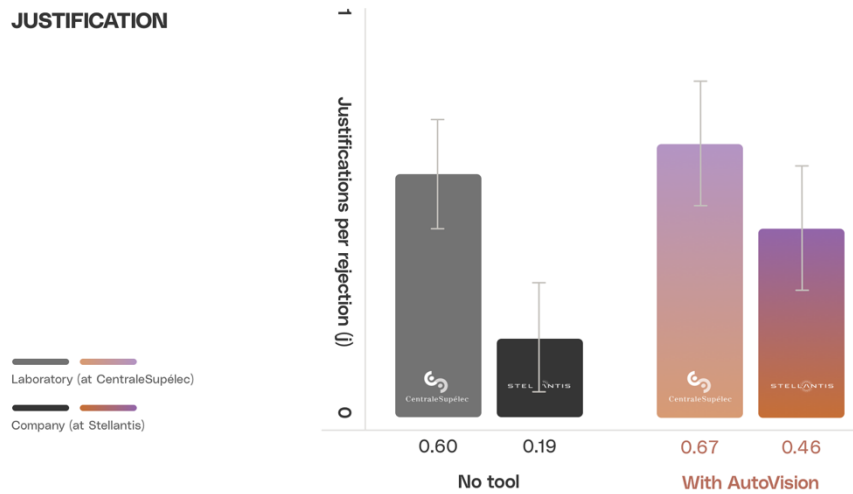 JUSTIFICATION
1
Justifications per rejection (j)
0
CentraleSupélec
STELLANTIS
CentraleSupélec
STELLANTIS
Laboratory (at CentraleSupélec)
Company (at Stellantis)
0.60
0.19
0.67
0.46
No tool
With AutoVision